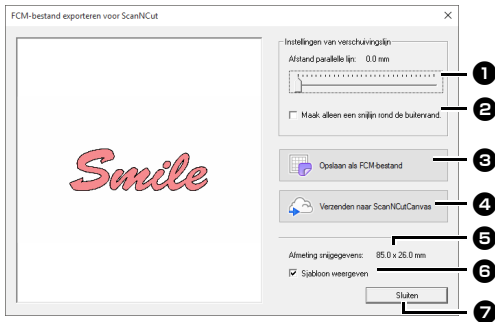 FCM-bestand exporteren voor ScanNCut
Instellingen van verschuivingslijn
Afstand parallelle lijn: 0.0 mm
1
Maak alleen een snijlijn rond de buitenrand.
2
Smile
Opslaan als FCM-bestand
3
Verzenden naar ScanNCutCanvas
4
5
Afmeting snijgegevens: 85.0 x 26.0 mm
Sjabloon weergeven
6
Sluiten
7